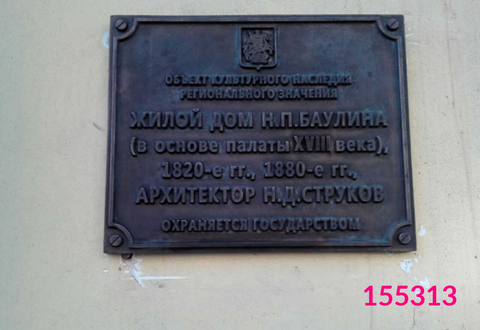 ОБЪЕКТ КУЛЬТУРНОГО НАСЛЕДИЯ
РЕГИОНАЛЬНОГО ЗНАЧЕНИЯ
ЖИЛОЙ ДОМ Н.П.БАУЛИНА
(в основе палаты XVIII века),
1820-е гг., 1880-е гг.,
АРХИТЕКТОР Н.Д.СТРУКОВ
ОХРАНЯЕТСЯ ГОСУДАРСТВОМ
155313